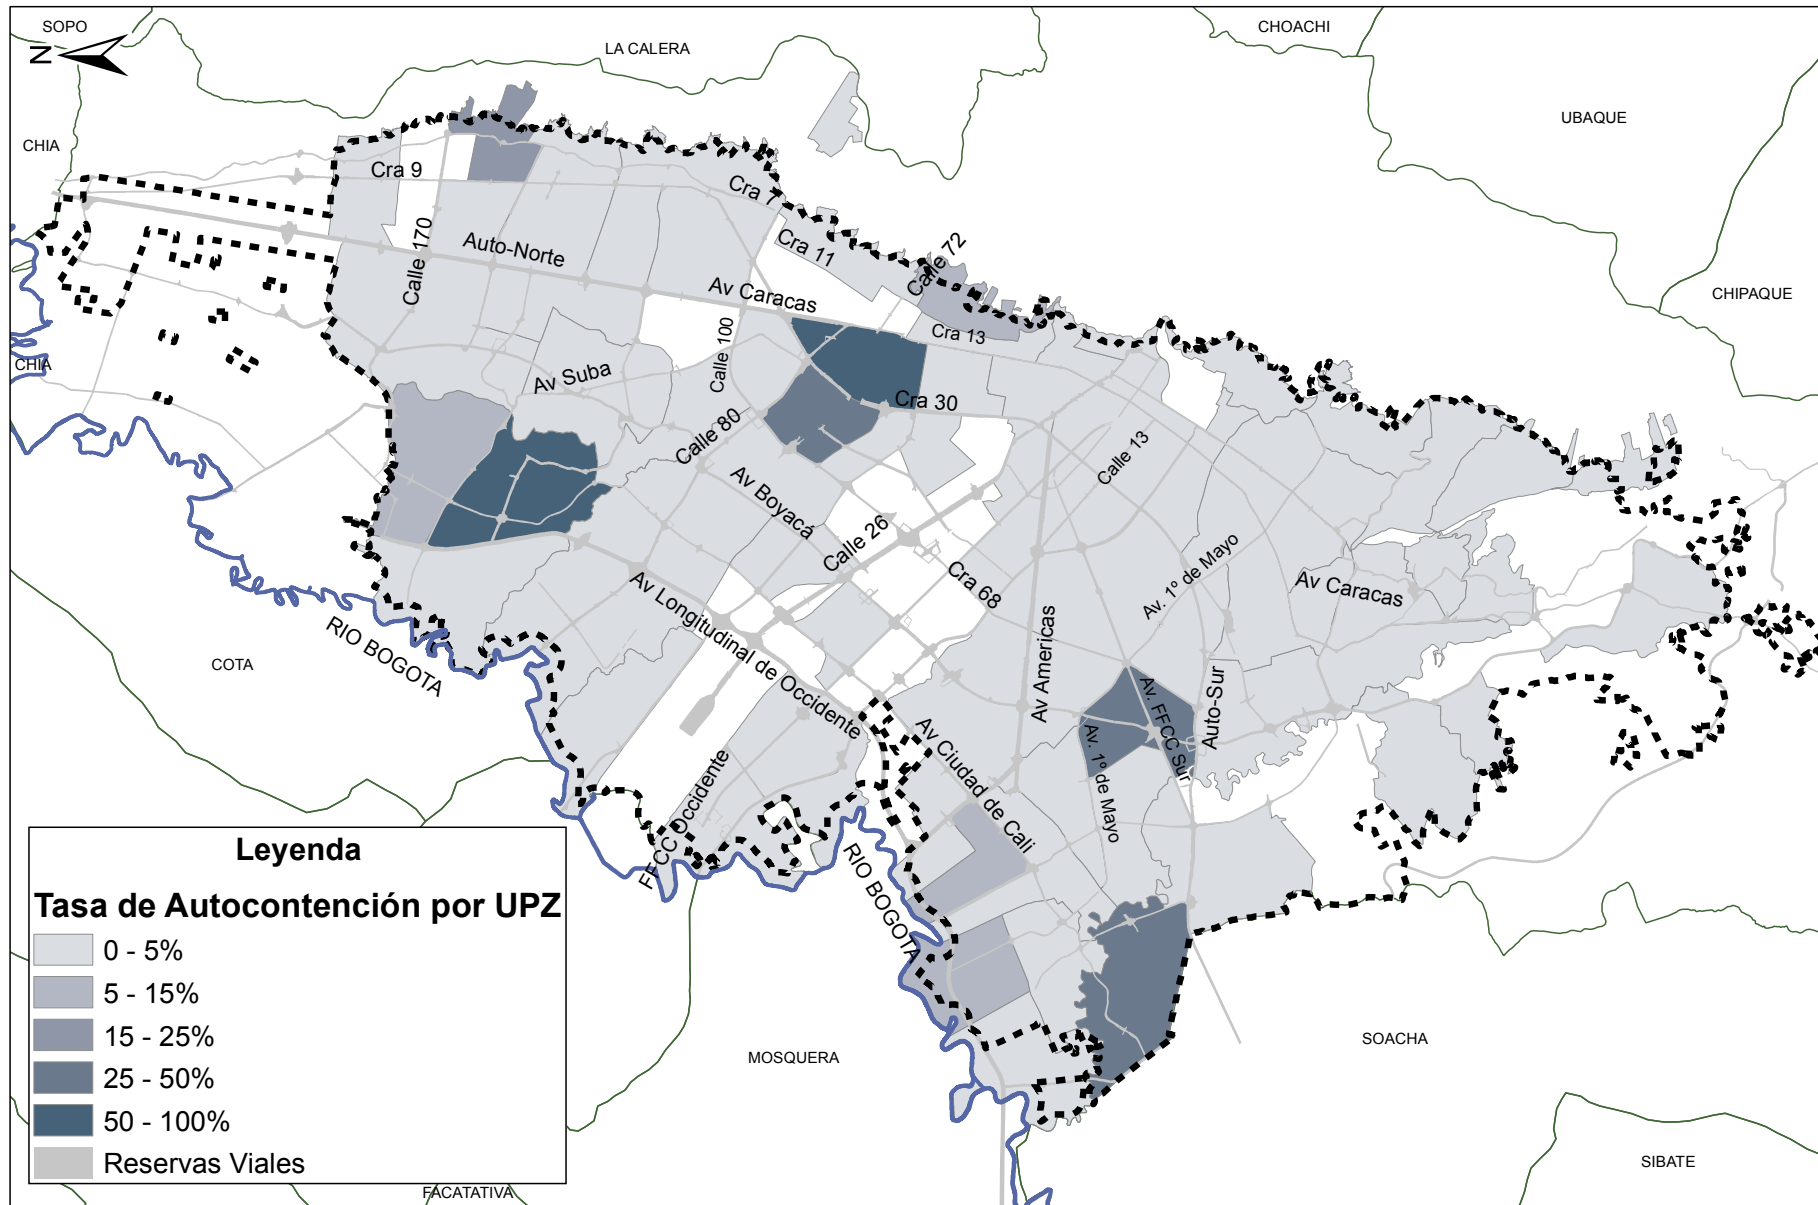 SOPO
CHOACHI
LA CALERA
N
UBAQUE
CHIA
Cra 9
Cra 7
Calle 170
Auto-Norte
Cra 11
Calle 72
CHIPAQUE
Av Caracas
Cra 13
Calle 100
CHIA
Av Suba
Cra 30
Calle 80
Calle 13
Av Boyacá
Calle 26
Cra 68
Av. 1º de Mayo
Av Caracas
RIO BOGOTA
COTA
Av Longitudinal de Occidente
Av Americas
Av. FFCC Sur
Auto-Sur
Av. 1º de Mayo
Av Ciudad de Cali
FFCC Occidente
RIO BOGOTA
Leyenda
Tasa de Autocontención por UPZ
0 - 5%
5 - 15%
15 - 25%
25 - 50%
50 - 100%
Reservas Viales
MOSQUERA
SOACHA
SIBATE
FACATATIVA